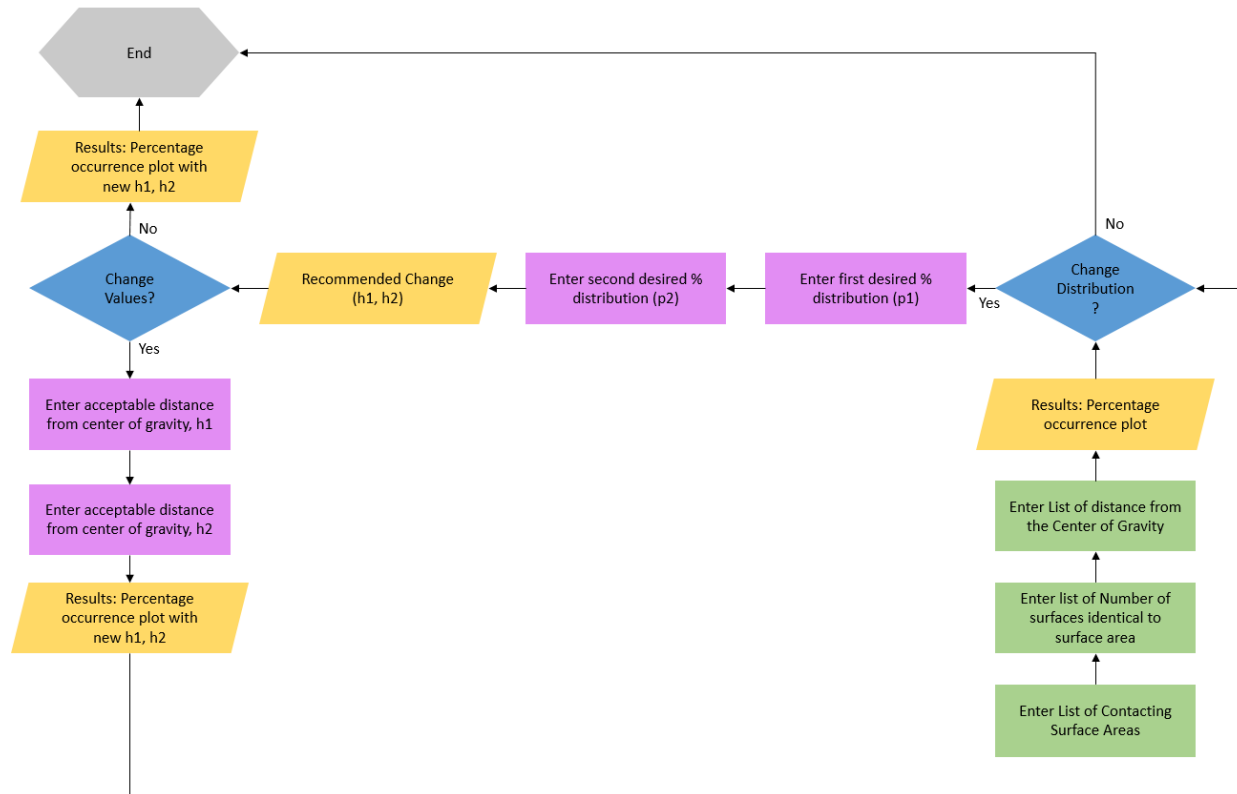 End
Results: Percentage
occurrence plot with
new h1, h2
No
Change
Values?
Yes
Recommended Change
(h1, h2)
Enter second desired %
distribution (p2)
Enter first desired %
distribution (p1)
Yes
No
Change
Distribution
?
Enter acceptable distance
from center of gravity, h1
Enter acceptable distance
from center of gravity, h2
Results: Percentage
occurrence plot with
new h1, h2
Results: Percentage
occurrence plot
Enter List of distance from
the Center of Gravity
Enter list of Number of
surfaces identical to
surface area
Enter List of Contacting
Surface Areas